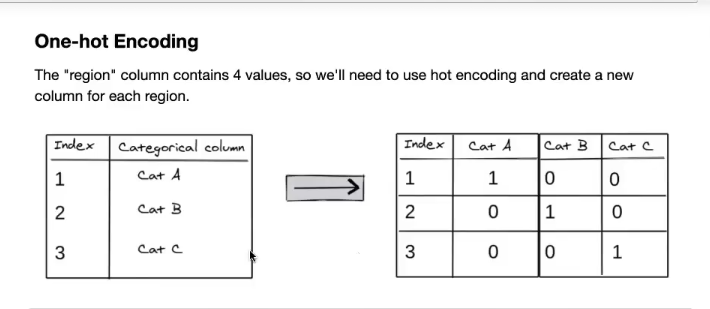 One-hot Encoding
The "region" column contains 4 values, so we'll need to use hot encoding and create a new
column for each region.
Index Categorical column
1 Cat A
2 Cat B
3 Cat C
Index Cat A Cat B Cat C
1 1 0 0
2 0 1 0
3 0 0 1